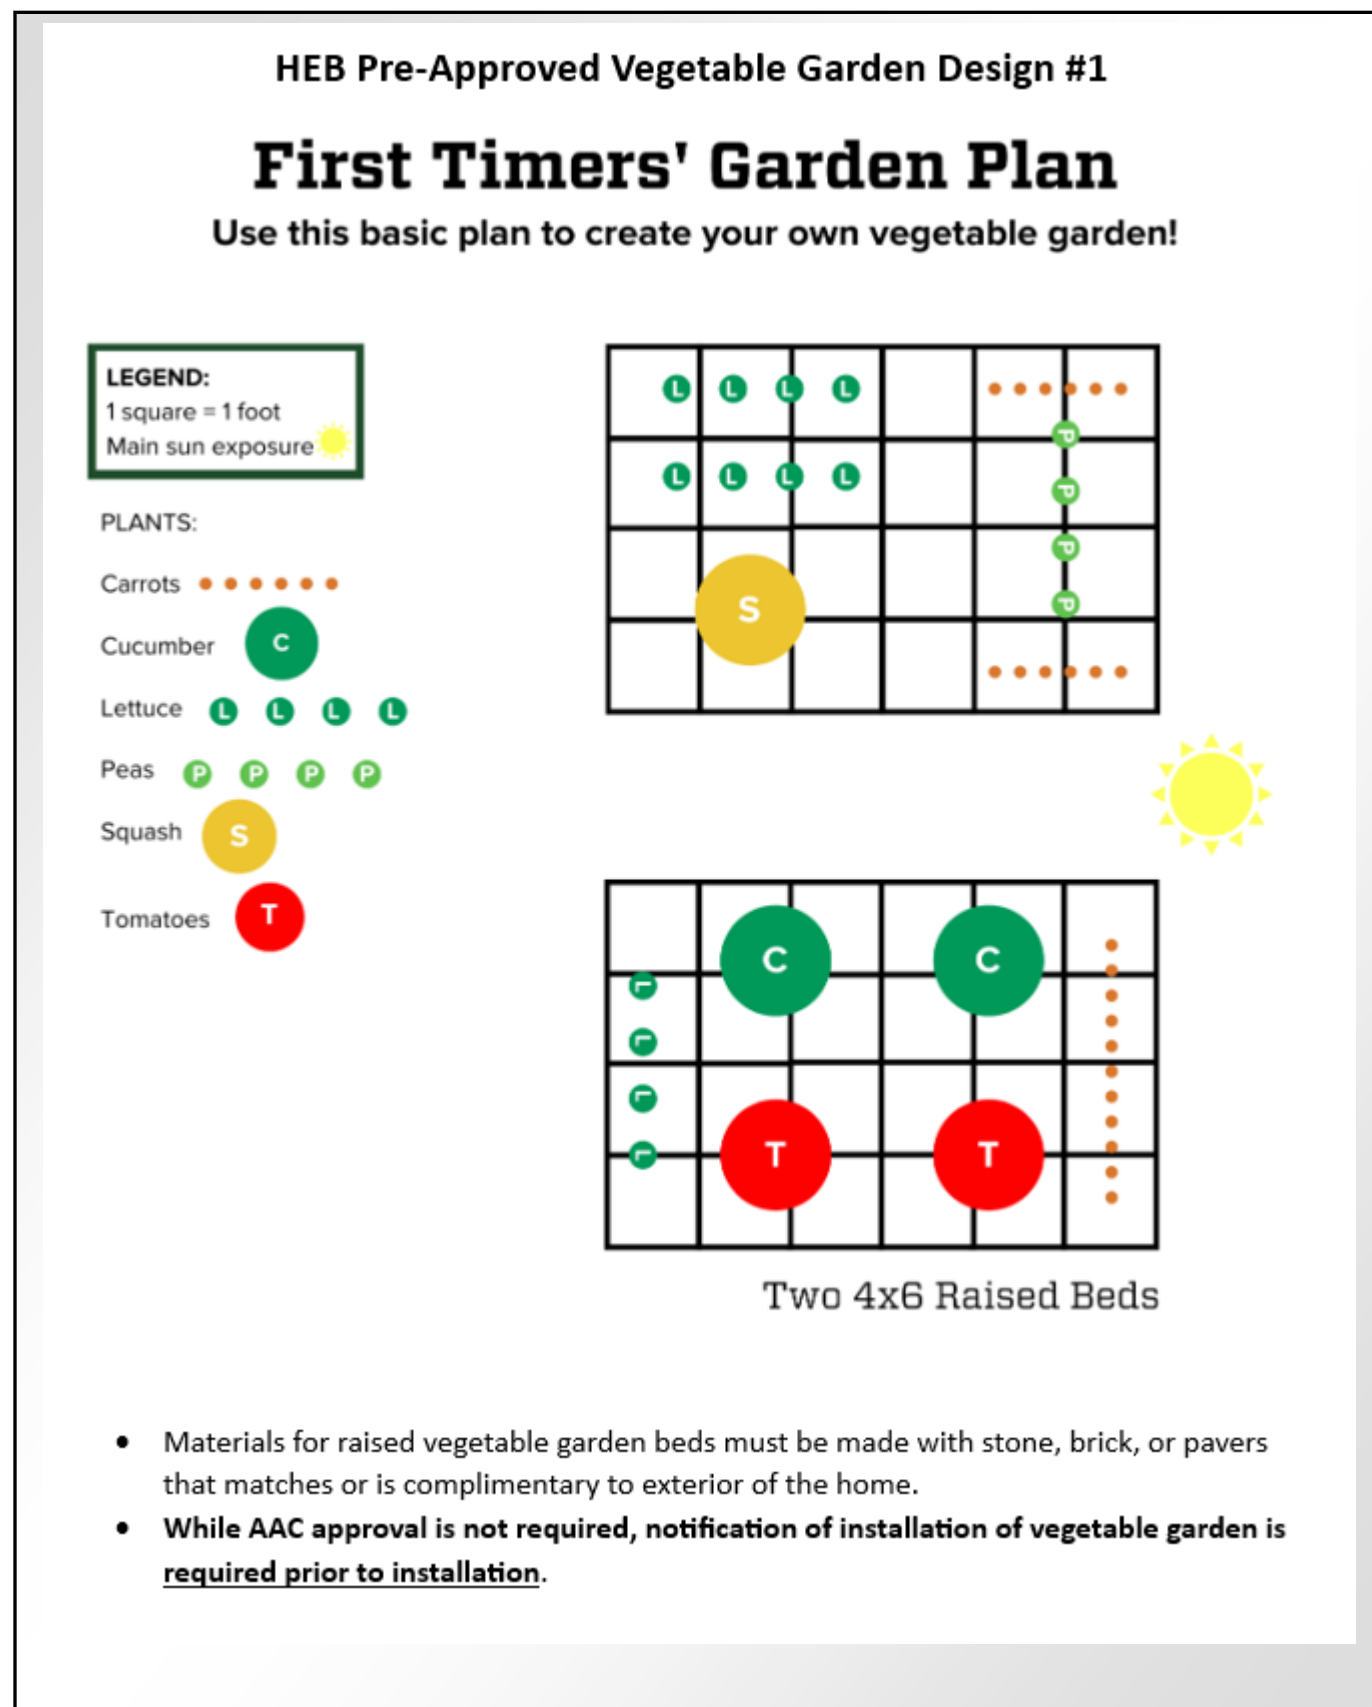 HEB Pre-Approved Vegetable Garden Design #1
First Timers' Garden Plan
Use this basic plan to create your own vegetable garden!
LEGEND:
1 square = 1 foot
Main sun exposure
PLANTS:
Carrots
Cucumber C
Lettuce L L L L
Peas P P P P
Squash S
Tomatoes T
L L L L
P
L L L L
P
P
S
P
C C
L
L
L
L
T T
Two 4x6 Raised Beds
• Materials for raised vegetable garden beds must be made with stone, brick, or pavers
that matches or is complimentary to exterior of the home.
• While AAC approval is not required, notification of installation of vegetable garden is
required prior to installation.